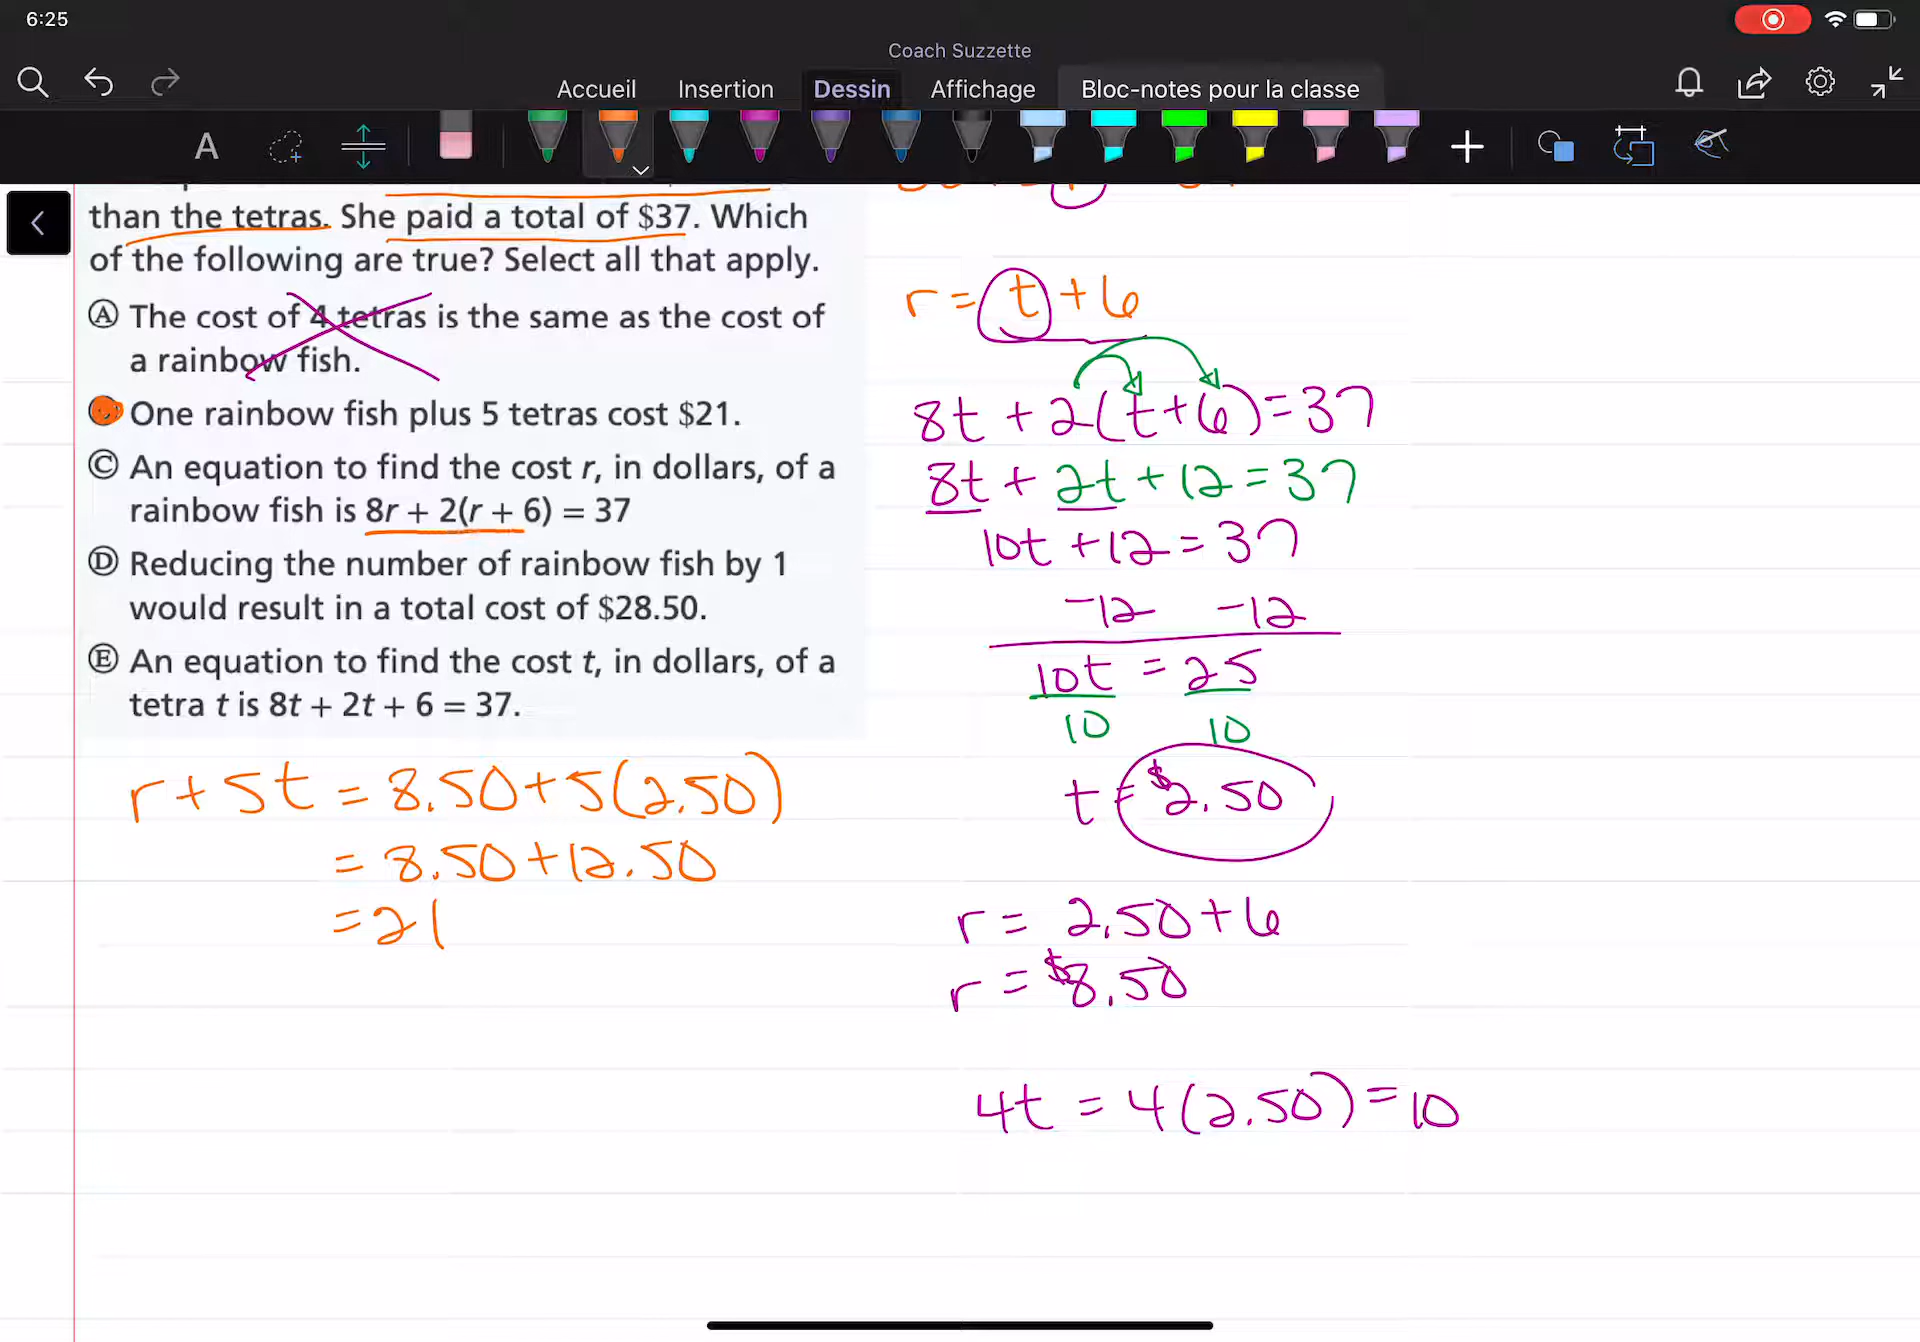 6:25
Coach Suzzette
Accueil Insertion Dessin Affichage Bloc-notes pour la classe
A
than the tetras. She paid a total of $37. Which
of the following are true? Select all that apply.
Ⓐ The cost of 4 tetras is the same as the cost of
a rainbow fish.
One rainbow fish plus 5 tetras cost $21.
Ⓒ An equation to find the cost r, in dollars, of a
rainbow fish is 8r + 2(r + 6) = 37
Ⓓ Reducing the number of rainbow fish by 1
would result in a total cost of $28.50.
Ⓔ An equation to find the cost t, in dollars, of a
tetra t is 8t + 2t + 6 = 37.
r + 5t = 8.50 + 5(2.50)
= 8.50 + 12.50
= 21
r = t + 6
8t + 2(t + 6) = 37
8t + 2t + 12 = 37
10t + 12 = 37
-12 -12
10t = 25
10 10
t = $2.50
r = 2.50 + 6
r = $8.50
4t = 4(2.50) = 10